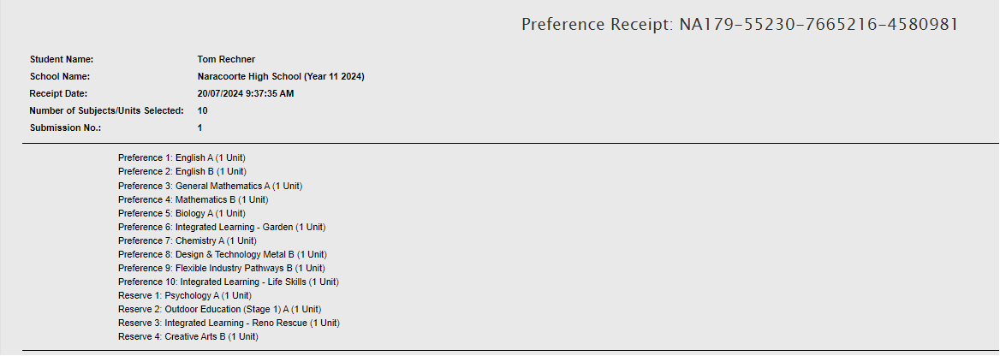 Preference Receipt: NA179-55230-7665216-4580981
Student Name: Tom Rechner
School Name: Naracoorte High School (Year 11 2024)
Receipt Date: 20/07/2024 9:37:35 AM
Number of Subjects/Units Selected: 10
Submission No.: 1
Preference 1: English A (1 Unit)
Preference 2: English B (1 Unit)
Preference 3: General Mathematics A (1 Unit)
Preference 4: Mathematics B (1 Unit)
Preference 5: Biology A (1 Unit)
Preference 6: Integrated Learning - Garden (1 Unit)
Preference 7: Chemistry A (1 Unit)
Preference 8: Design & Technology Metal B (1 Unit)
Preference 9: Flexible Industry Pathways B (1 Unit)
Preference 10: Integrated Learning - Life Skills (1 Unit)
Reserve 1: Psychology A (1 Unit)
Reserve 2: Outdoor Education (Stage 1) A (1 Unit)
Reserve 3: Integrated Learning - Reno Rescue (1 Unit)
Reserve 4: Creative Arts B (1 Unit)